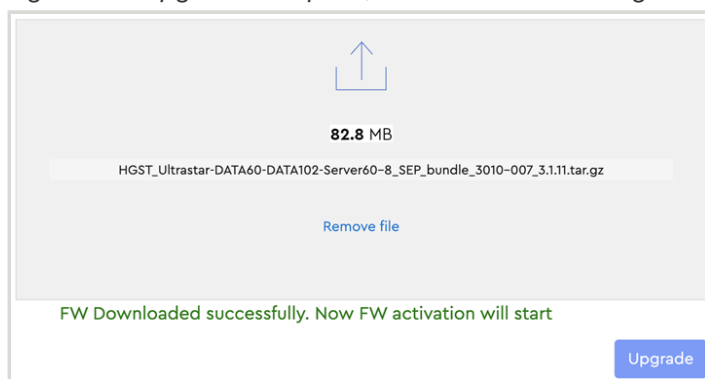 82.8 MB
HGST_Ultrastar-DATA60-DATA102-Server60-8_SEP_bundle_3010-007_3.1.11.tar.gz
Remove file
FW Downloaded successfully. Now FW activation will start
Upgrade